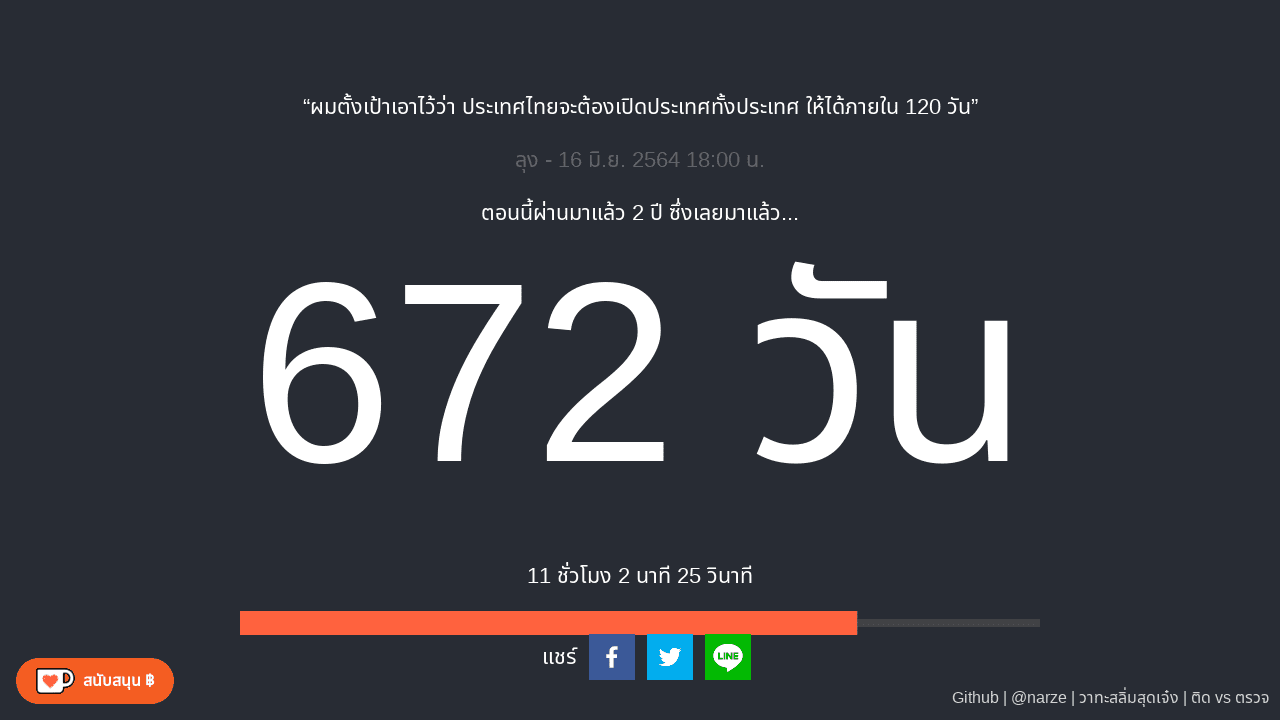 “ผมตั้งเป้าเอาไว้ว่า ประเทศไทยจะต้องเปิดประเทศทั้งประเทศ ให้ได้ภายใน 120 วัน”
ลุง - 16 มิ.ย. 2564 18:00 น.
ตอนนี้ผ่านมาแล้ว 2 ปี ซึ่งเลยมาแล้ว...
672 วัน
11 ชั่วโมง 2 นาที 25 วินาที
แชร์
LINE
สนับสนุน ฿
Github | @narze | วาทะสลิ่มสุดเจ๋ง | ติด vs ตรวจ